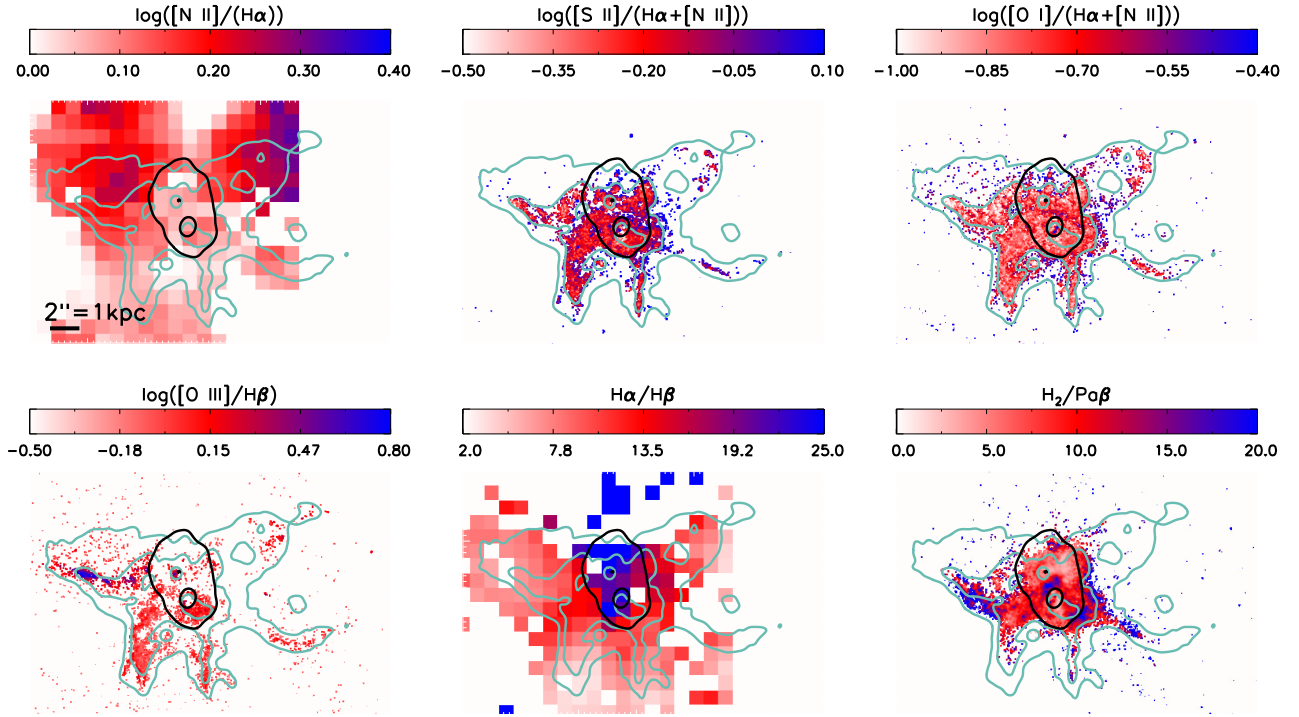 log([N II]/(Hα))
0.00 0.10 0.20 0.30 0.40
log([S II]/(Hα+[N II]))
−0.50 −0.35 −0.20 −0.05 0.10
log([O I]/(Hα+[N II]))
−1.00 −0.85 −0.70 −0.55 −0.40
2''=1kpc
log([O III]/Hβ)
−0.50 −0.18 0.15 0.47 0.80
Hα/Hβ
2.0 7.8 13.5 19.2 25.0
H₂/Paβ
0.0 5.0 10.0 15.0 20.0